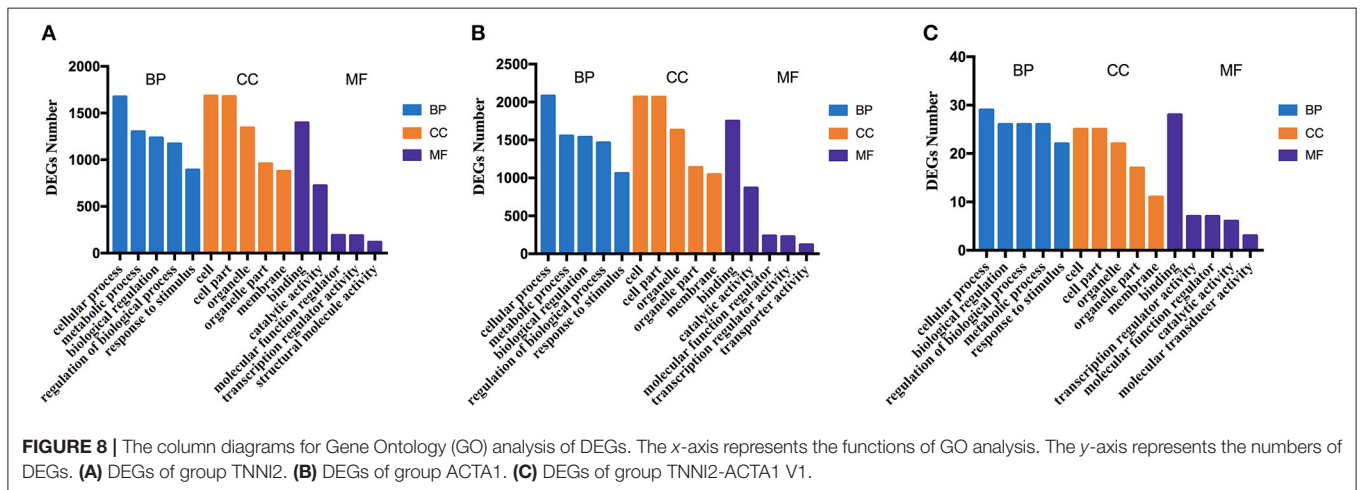 A
DEGs Number
2000
1500
1000
500
0
BP
CC
MF
BP
CC
MF
cellular process
metabolic process
biological regulation
regulation of biological process
response to stimulus
cell
cell part
organelle
organelle part
membrane
binding
catalytic activity
molecular function regulator
transcription regulator activity
structural molecule activity
B
DEGs Number
2500
2000
1500
1000
500
0
BP
CC
MF
BP
CC
MF
cellular process
metabolic process
biological regulation
regulation of biological process
response to stimulus
cell
cell part
organelle
organelle part
membrane
binding
catalytic activity
molecular function regulator
transcription regulator activity
transporter activity
C
DEGs Number
40
30
20
10
0
BP
CC
MF
BP
CC
MF
cellular process
biological regulation
regulation of biological process
metabolic process
response to stimulus
cell
cell part
organelle
organelle part
membrane
binding
transcription regulator activity
molecular function regulator
catalytic activity
molecular transducer activity
FIGURE 8 | The column diagrams for Gene Ontology (GO) analysis of DEGs. The x-axis represents the functions of GO analysis. The y-axis represents the numbers of
DEGs. (A) DEGs of group TNNI2. (B) DEGs of group ACTA1. (C) DEGs of group TNNI2-ACTA1 V1.